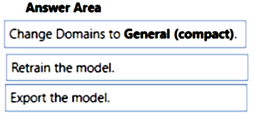 Answer Area
Change Domains to General (compact).
Retrain the model.
Export the model.